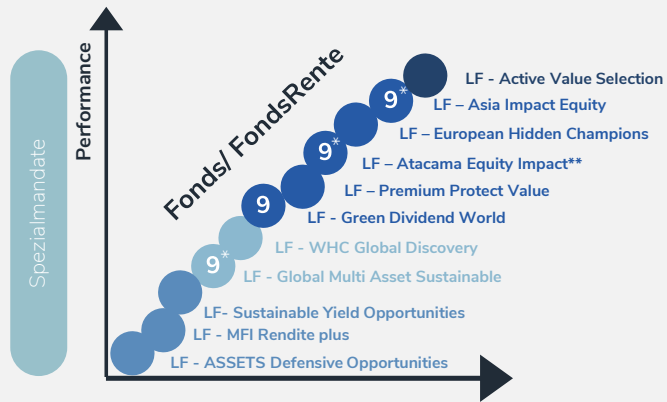 Spezialmandate
Performance
Fonds/ FondsRente
LF - Active Value Selection
9*
LF – Asia Impact Equity
LF – European Hidden Champions
9*
LF – Atacama Equity Impact**
LF – Premium Protect Value
9
LF - Green Dividend World
LF - WHC Global Discovery
9*
LF - Global Multi Asset Sustainable
LF- Sustainable Yield Opportunities
LF - MFI Rendite plus
LF - ASSETS Defensive Opportunities